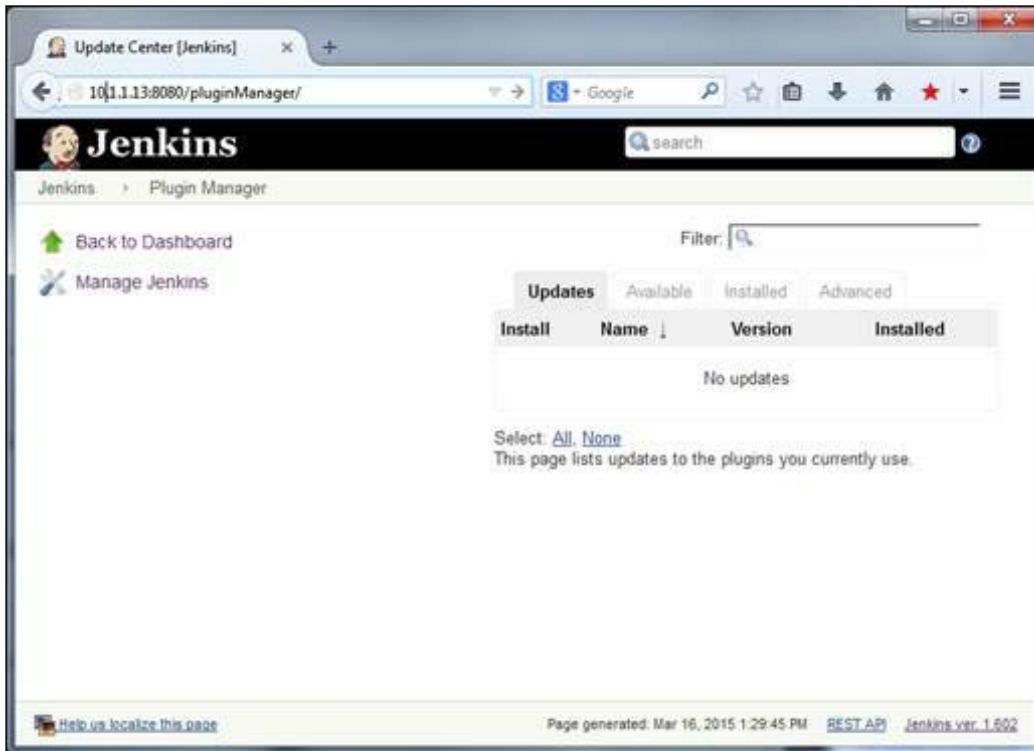 Update Center [Jenkins]
10.1.1.13:8080/pluginManager/
Google
Jenkins
search
Jenkins Plugin Manager
Back to Dashboard
Manage Jenkins
Filter:
Updates Available Installed Advanced
Install Name ↓ Version Installed
No updates
Select: All, None
This page lists updates to the plugins you currently use.
Help us localize this page
Page generated: Mar 16, 2015 1:29:45 PM REST API Jenkins ver. 1.602